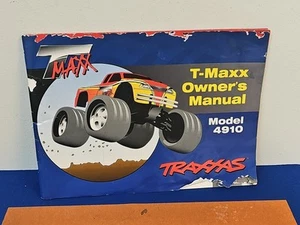 T
MAXX
T-Maxx
Owner's
Manual
Model
4910
TRAXXAS